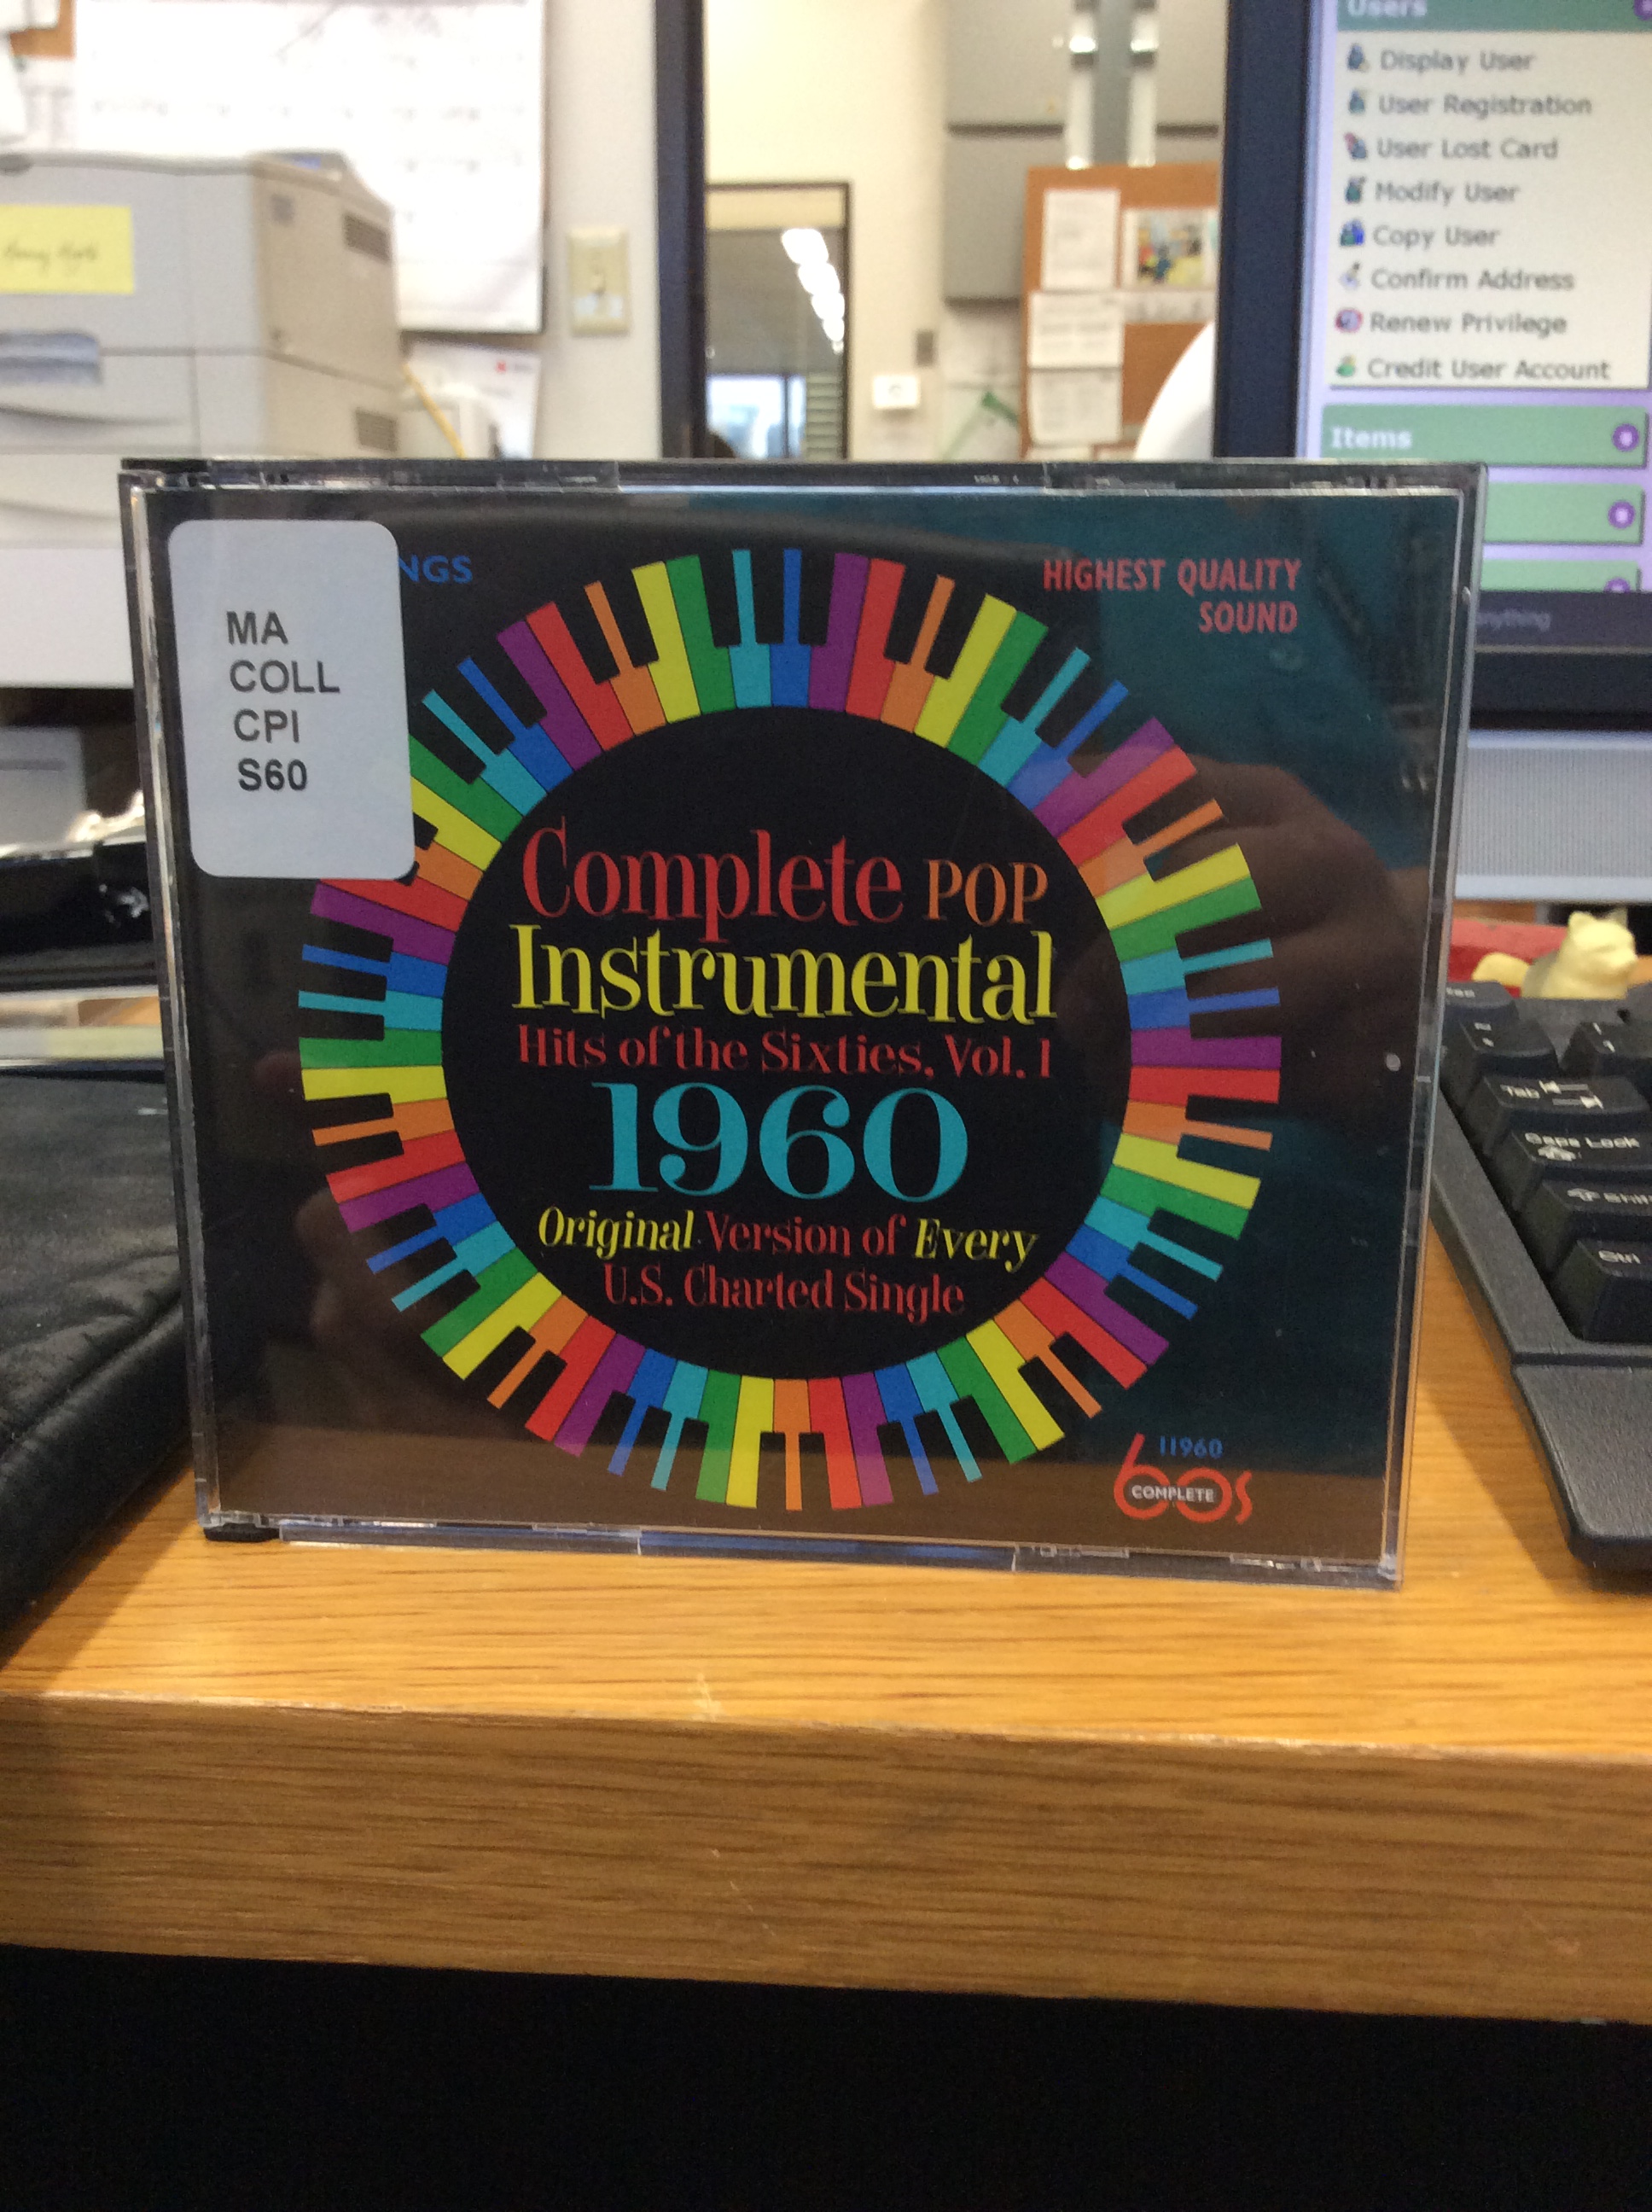 Users
Display User
User Registration
User Lost Card
Modify User
Copy User
Confirm Address
Renew Privilege
Credit User Account
Items
MA
COLL
CPI
S60
NGS
HIGHEST QUALITY
SOUND
Complete POP
Instrumental
Hits of the Sixties, Vol. 1
1960
Original Version of Every
U.S. Charted Single
11960
60s
COMPLETE
Tab
Caps Lock
Shift
Ctrl